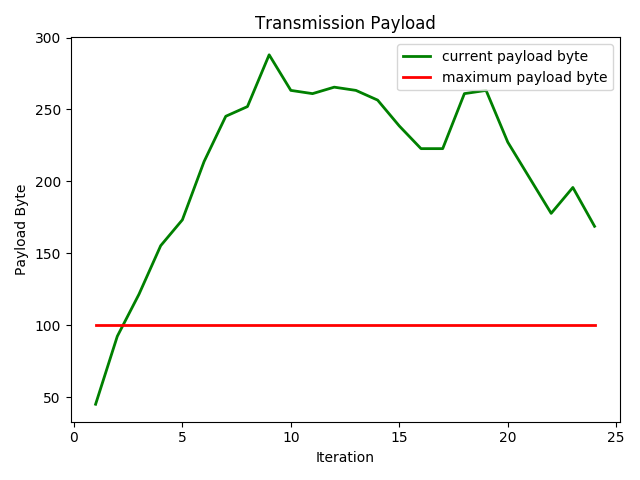 Transmission Payload
current payload byte
maximum payload byte
300
250
200
150
100
50
Payload Byte
0 5 10 15 20 25
Iteration